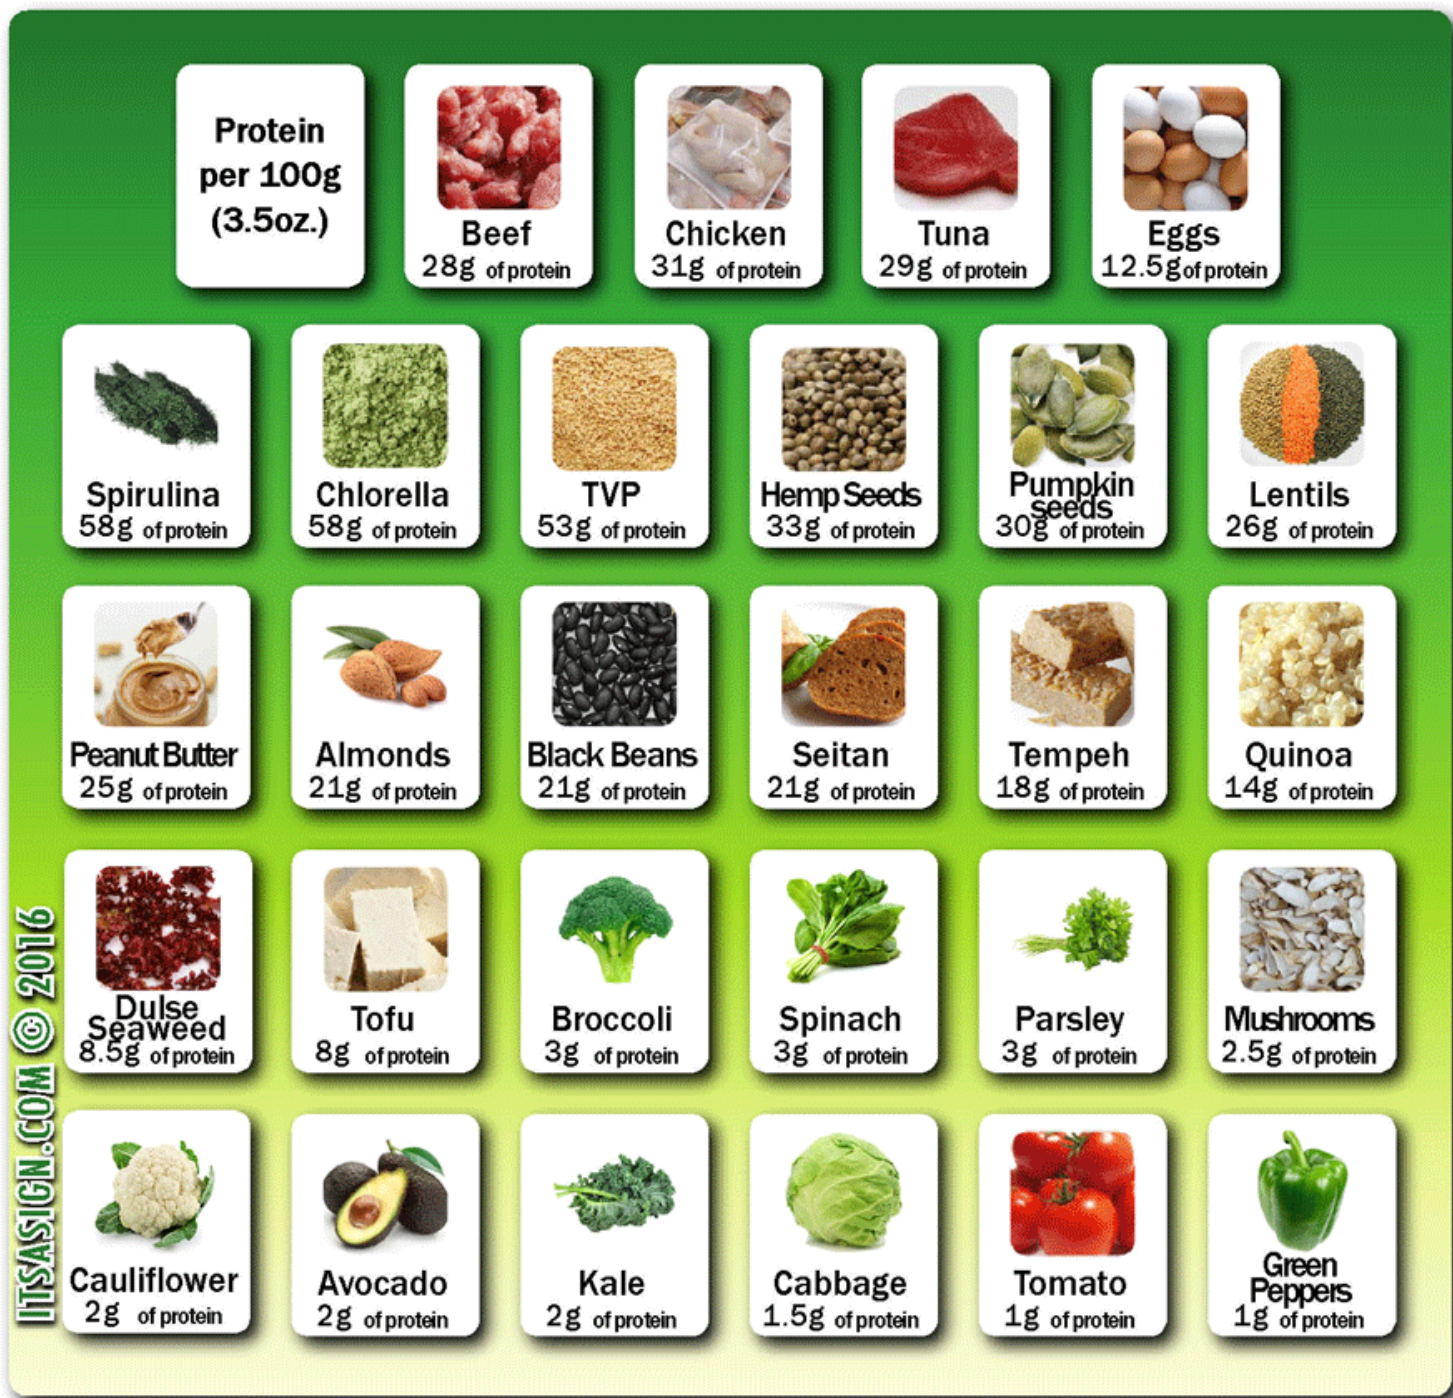 Protein
per 100g
(3.5oz.)
Beef
28g of protein
Chicken
31g of protein
Tuna
29g of protein
Eggs
12.5g of protein
Spirulina
58g of protein
Chlorella
58g of protein
TVP
53g of protein
Hemp Seeds
33g of protein
Pumpkin
seeds
30g of protein
Lentils
26g of protein
Peanut Butter
25g of protein
Almonds
21g of protein
Black Beans
21g of protein
Seitan
21g of protein
Tempeh
18g of protein
Quinoa
14g of protein
Dulse
Seaweed
8.5g of protein
Tofu
8g of protein
Broccoli
3g of protein
Spinach
3g of protein
Parsley
3g of protein
Mushrooms
2.5g of protein
Cauliflower
2g of protein
Avocado
2g of protein
Kale
2g of protein
Cabbage
1.5g of protein
Tomato
1g of protein
Green
Peppers
1g of protein
ITSASIGN.COM © 2016